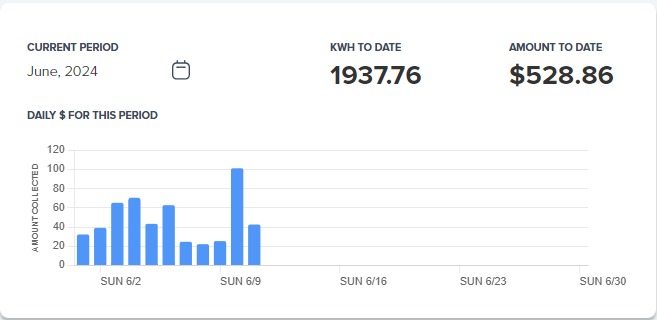 CURRENT PERIOD
June, 2024
KWH TO DATE
1937.76
AMOUNT TO DATE
$528.86
DAILY $ FOR THIS PERIOD
AMOUNT COLLECTED
120
100
80
60
40
20
0
SUN 6/2
SUN 6/9
SUN 6/16
SUN 6/23
SUN 6/30